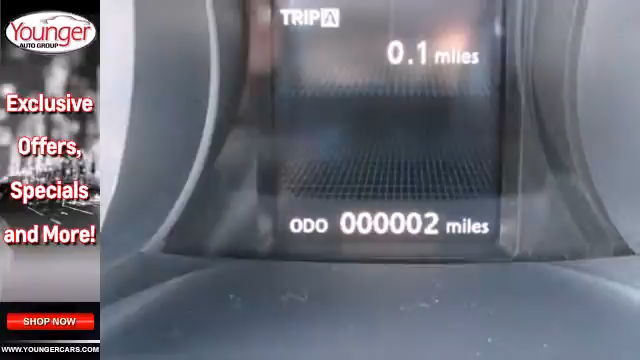 Younger
AUTO GROUP
Exclusive
Offers,
Specials
and More!
SHOP NOW
WWW.YOUNGERCARS.COM
TRIP A
0.1 miles
ODO 000002 miles